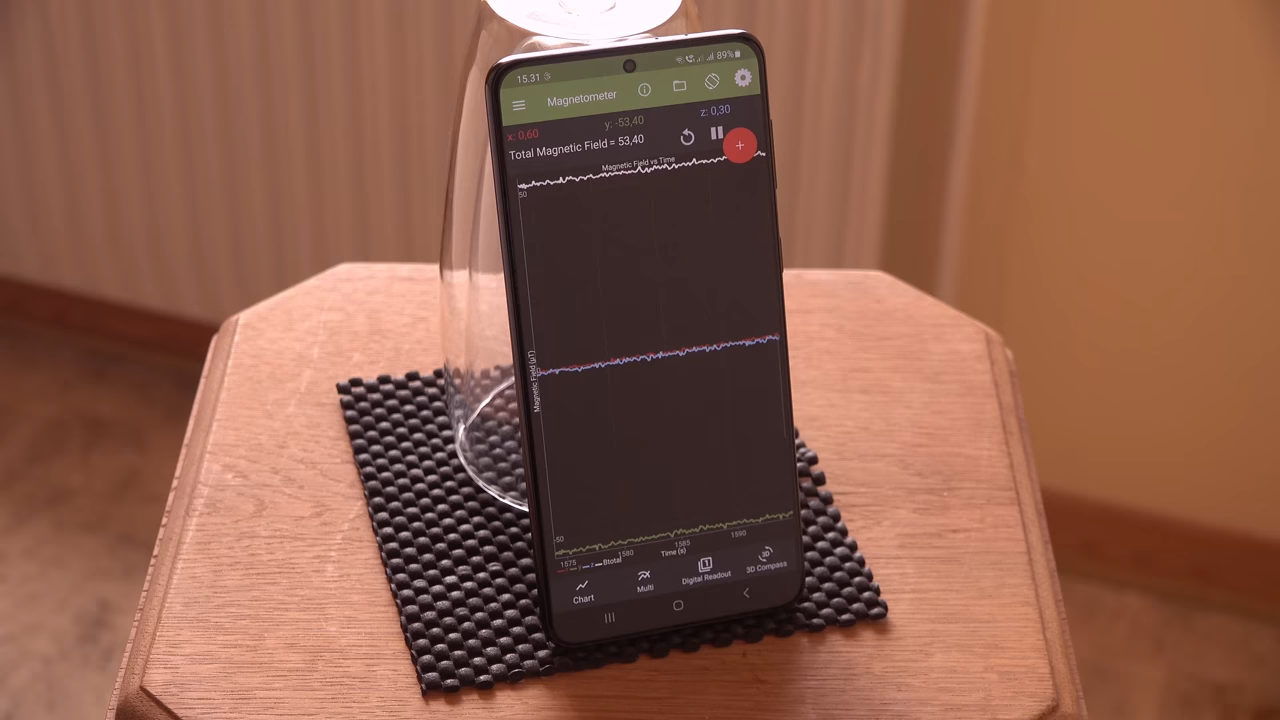 15.31 89%
Magnetometer
x: 0,60 y: -53,40 z: 0,30
Total Magnetic Field = 53,40
+
Magnetic Field vs Time
50
Magnetic Field (μT)
-50
1575 1580 1585 1590
Time (s)
x y z Btotal
Chart Multi Digital Readout 3D Compass